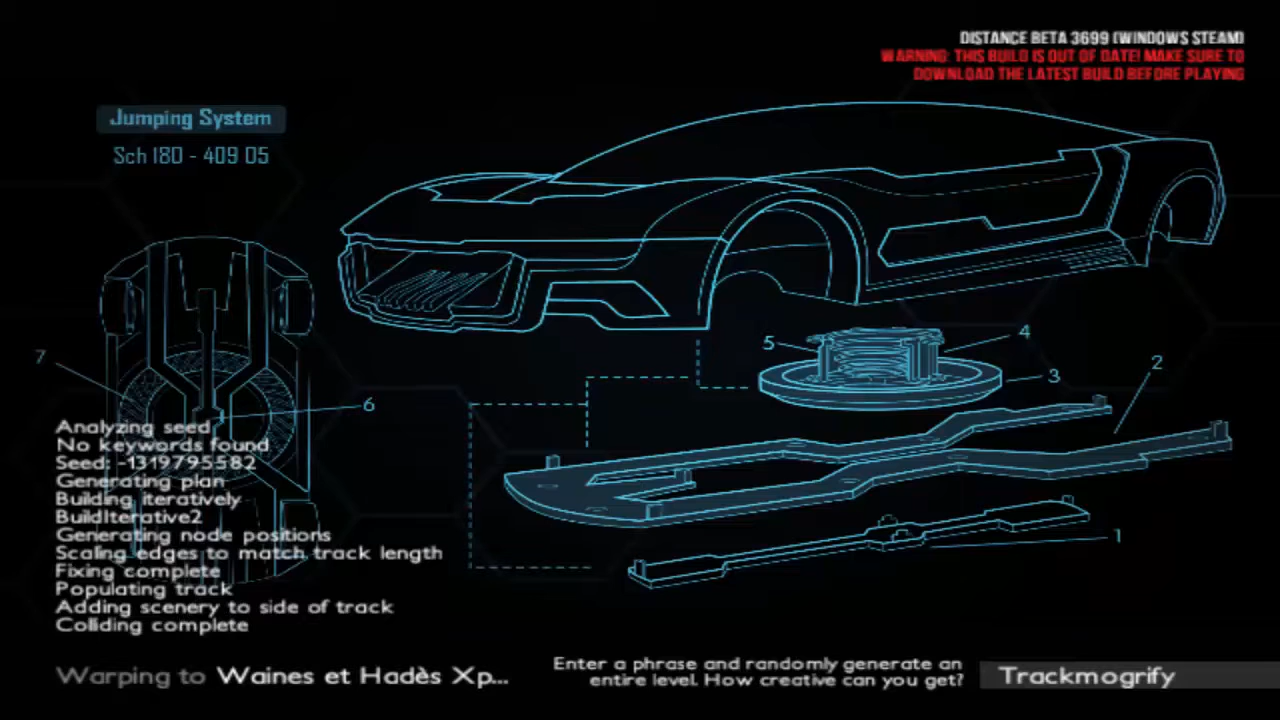 DISTANCE BETA 3699 (WINDOWS STEAM)
WARNING: THIS BUILD IS OUT OF DATE! MAKE SURE TO
DOWNLOAD THE LATEST BUILD BEFORE PLAYING
Jumping System
Sch 180 - 409 05
5
4
3
2
7
6
1
Analyzing seed
No keywords found
Seed: -1319795582
Generating plan
Building iteratively
BuildIterative2
Generating node positions
Scaling edges to match track length
Fixing complete
Populating track
Adding scenery to side of track
Colliding complete
Warping to Waines et Hadès Xp...
Enter a phrase and randomly generate an
entire level. How creative can you get?
Trackmogrify